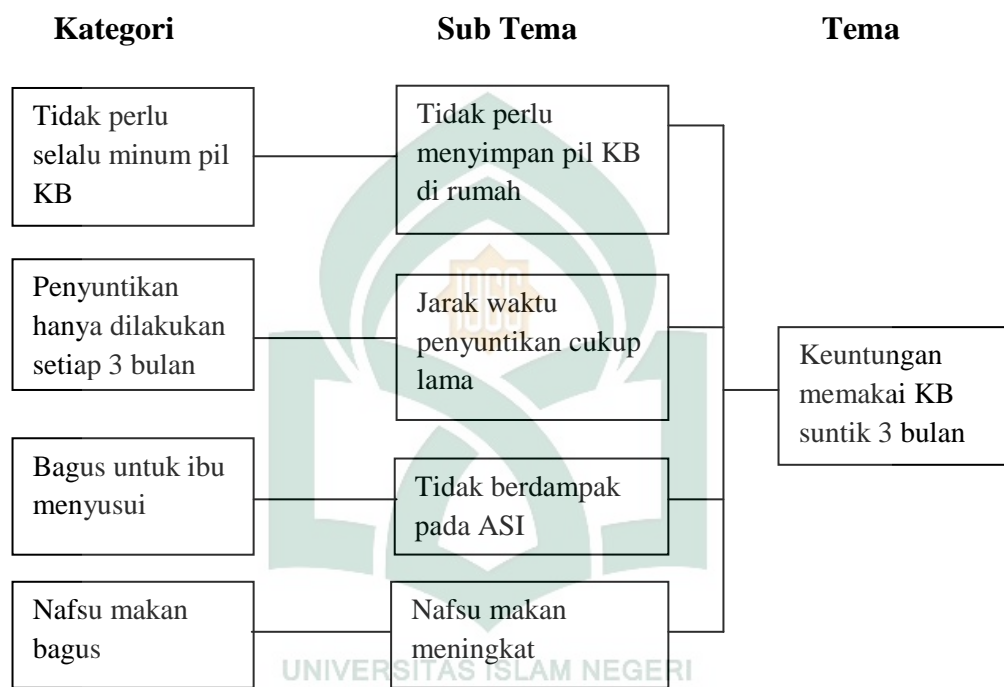 Kategori Sub Tema Tema
Tidak perlu
selalu minum pil
KB
Tidak perlu
menyimpan pil KB
di rumah
Penyuntikan
hanya dilakukan
setiap 3 bulan
Jarak waktu
penyuntikan cukup
lama
Keuntungan
memakai KB
suntik 3 bulan
Bagus untuk ibu
menyusui
Tidak berdampak
pada ASI
Nafsu makan
bagus
Nafsu makan
meningkat
UNIVERSITAS ISLAM NEGERI